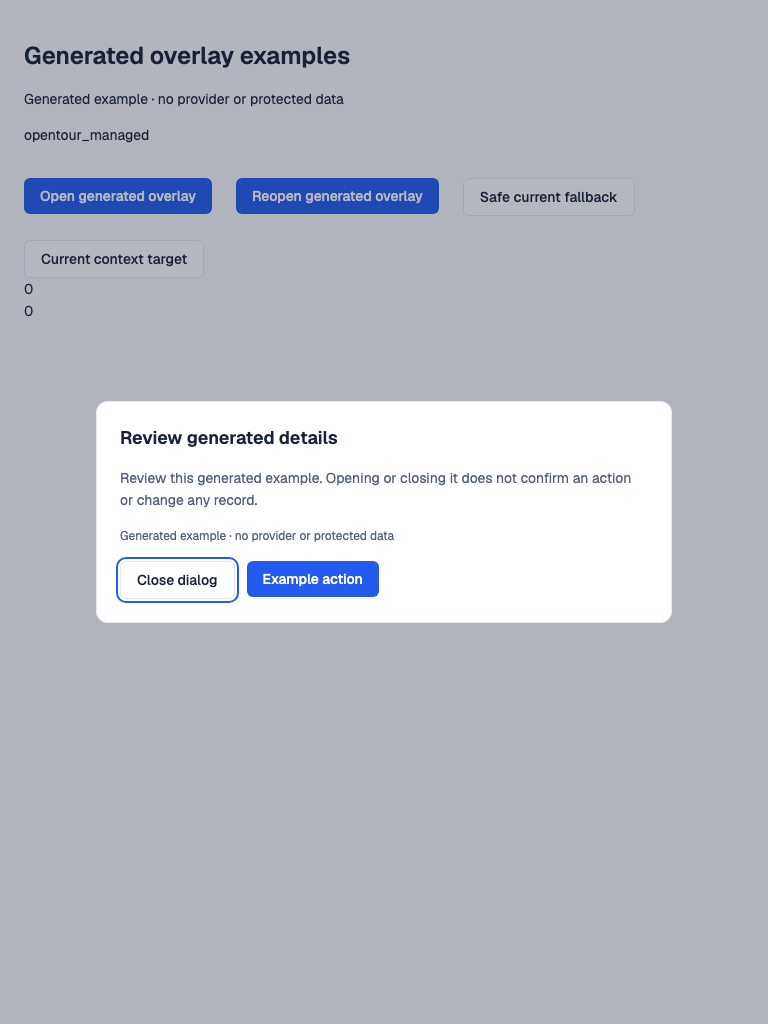 Generated overlay examples
Generated example · no provider or protected data
opentour_managed
Open generated overlay Reopen generated overlay Safe current fallback
Current context target
0
0
Review generated details
Review this generated example. Opening or closing it does not confirm an action
or change any record.
Generated example · no provider or protected data
Close dialog Example action